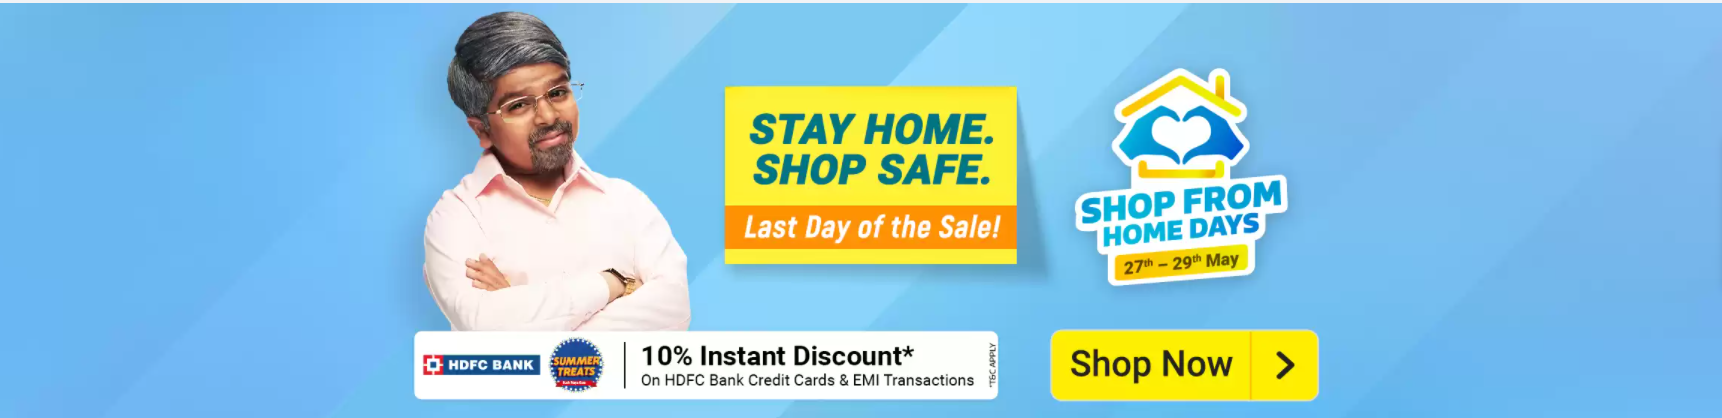 STAY HOME.
SHOP SAFE.
Last Day of the Sale!
SHOP FROM
HOME DAYS
27th – 29th May
HDFC BANK
SUMMER
TREATS
10% Instant Discount*
On HDFC Bank Credit Cards & EMI Transactions
*T&C APPLY
Shop Now